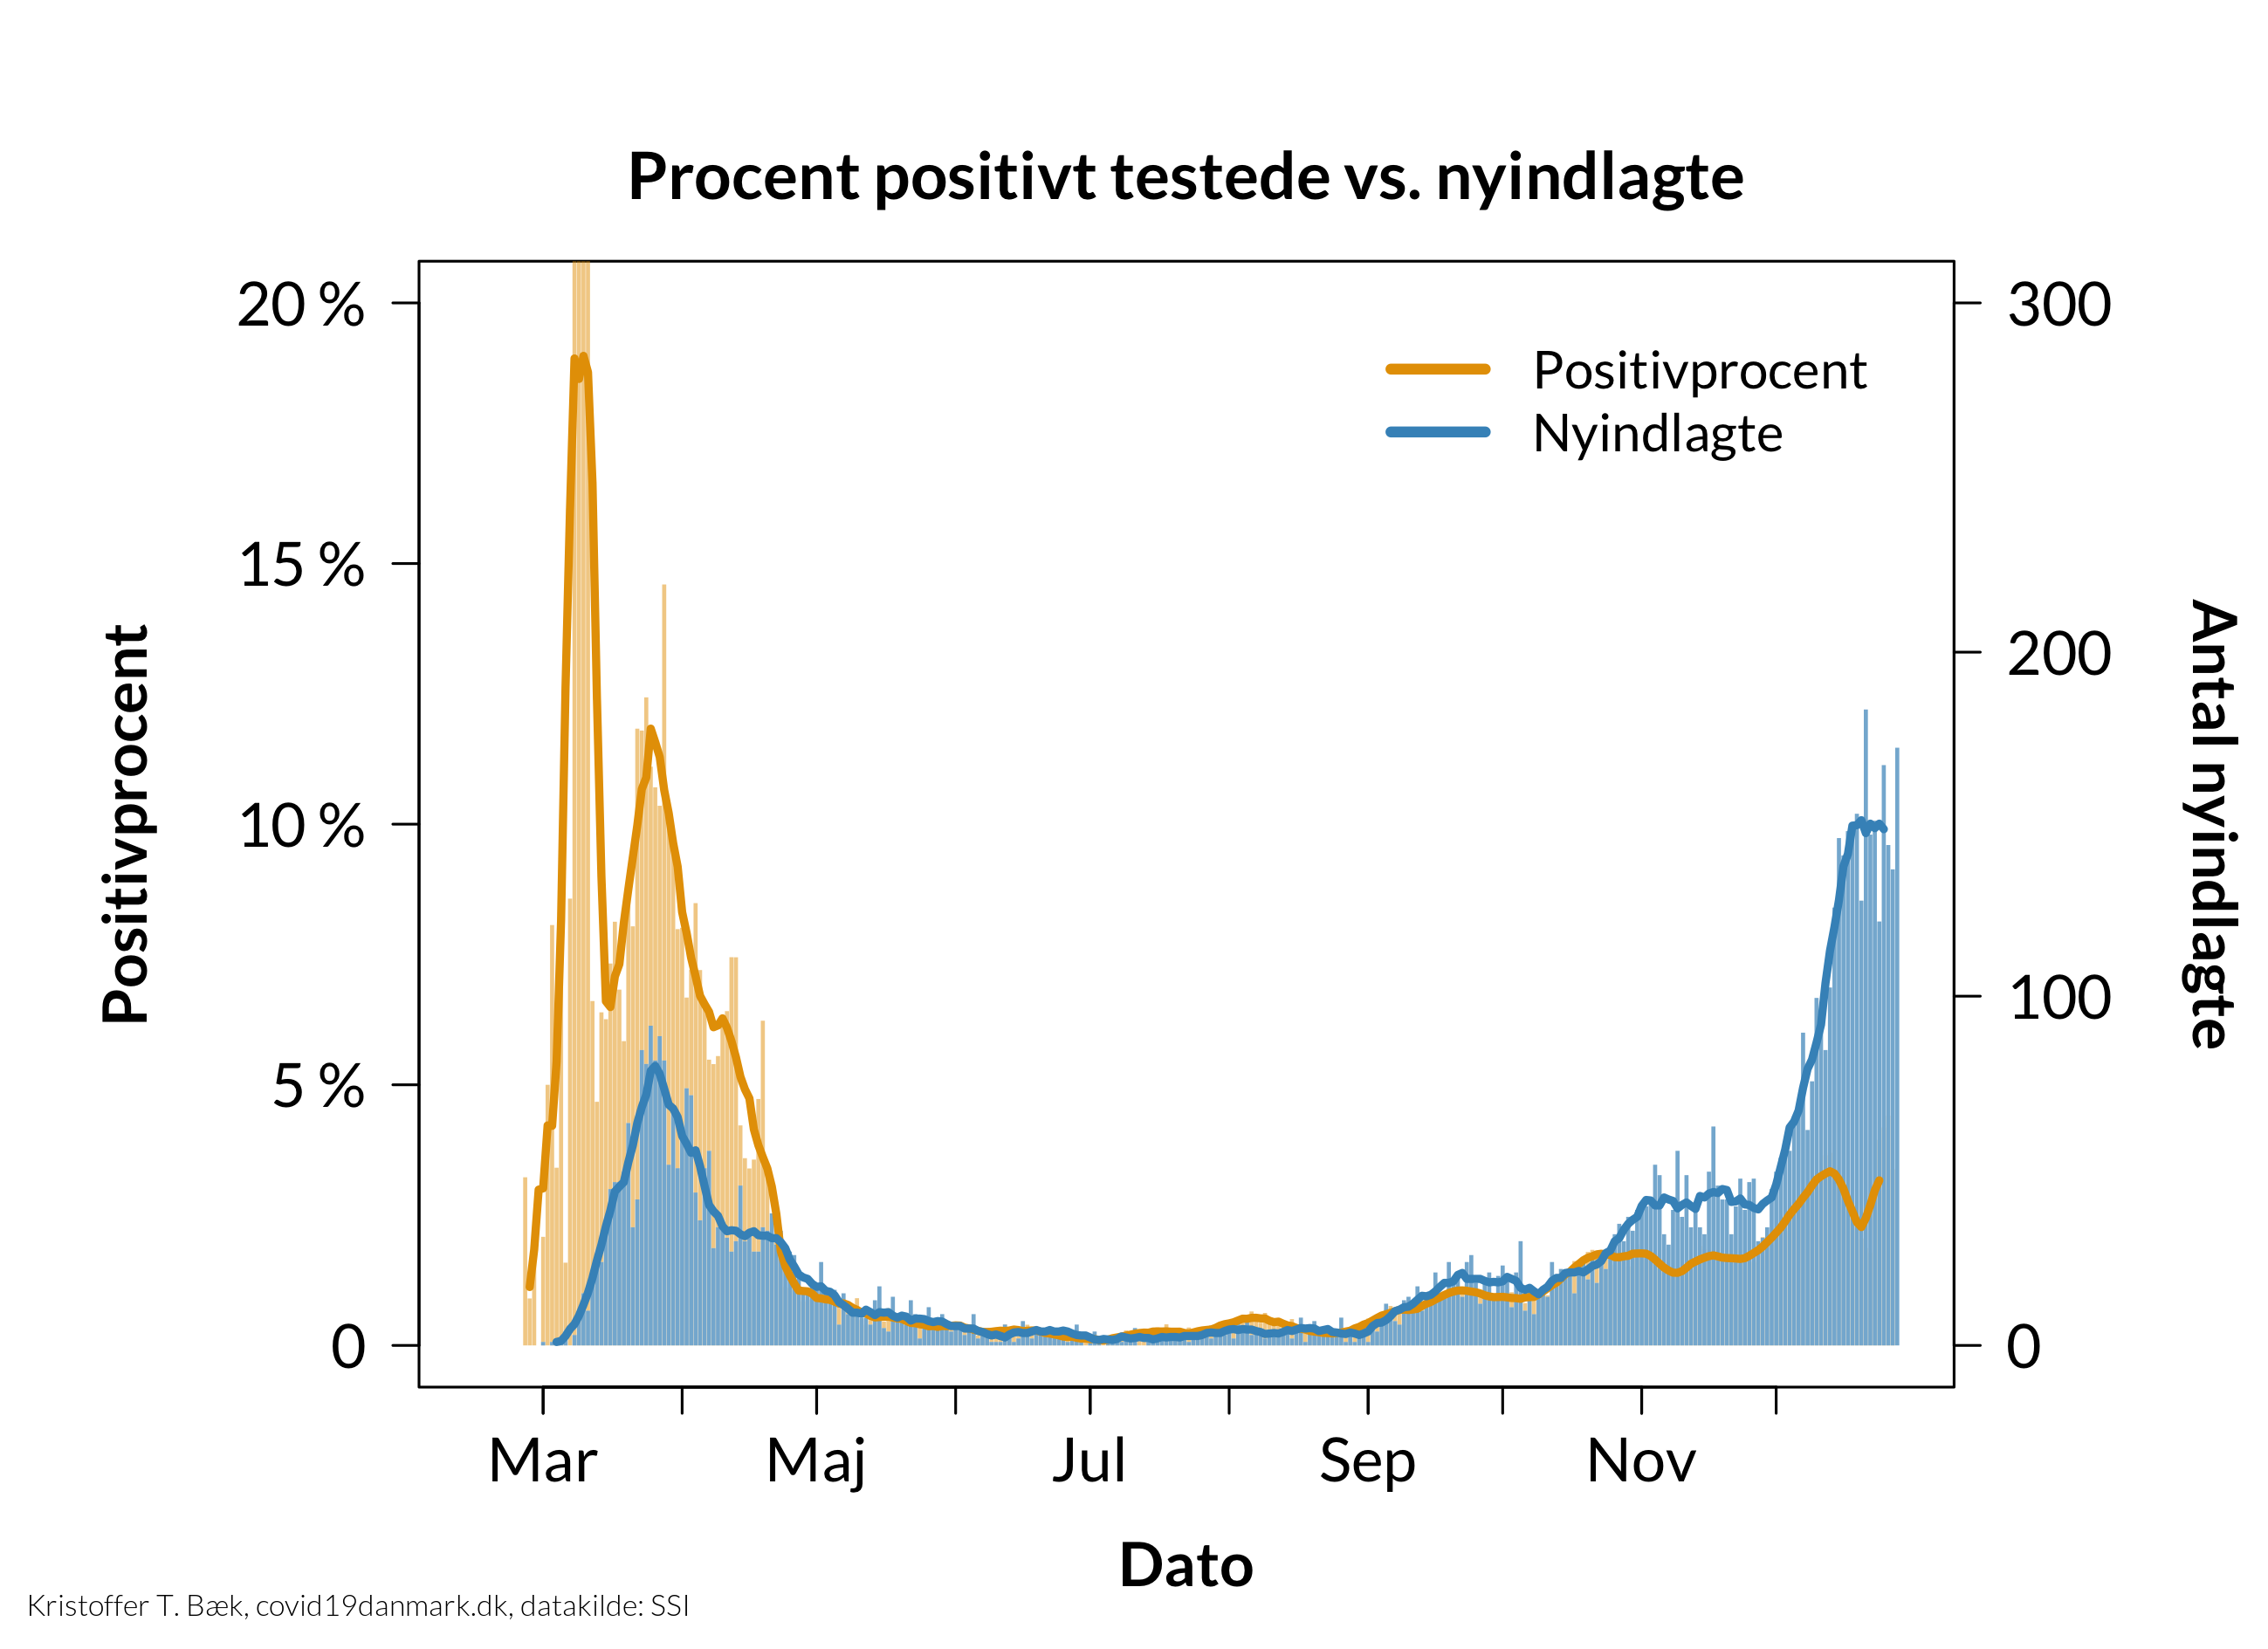 Procent positivt testede vs. nyindlagte
20 %
15 %
10 %
5 %
0
Positivprocent
Positivprocent
Nyindlagte
300
200
100
0
Antal nyindlagte
Mar
Maj
Jul
Sep
Nov
Dato
Kristoffer T. Bæk, covid19danmark.dk, datakilde: SSI